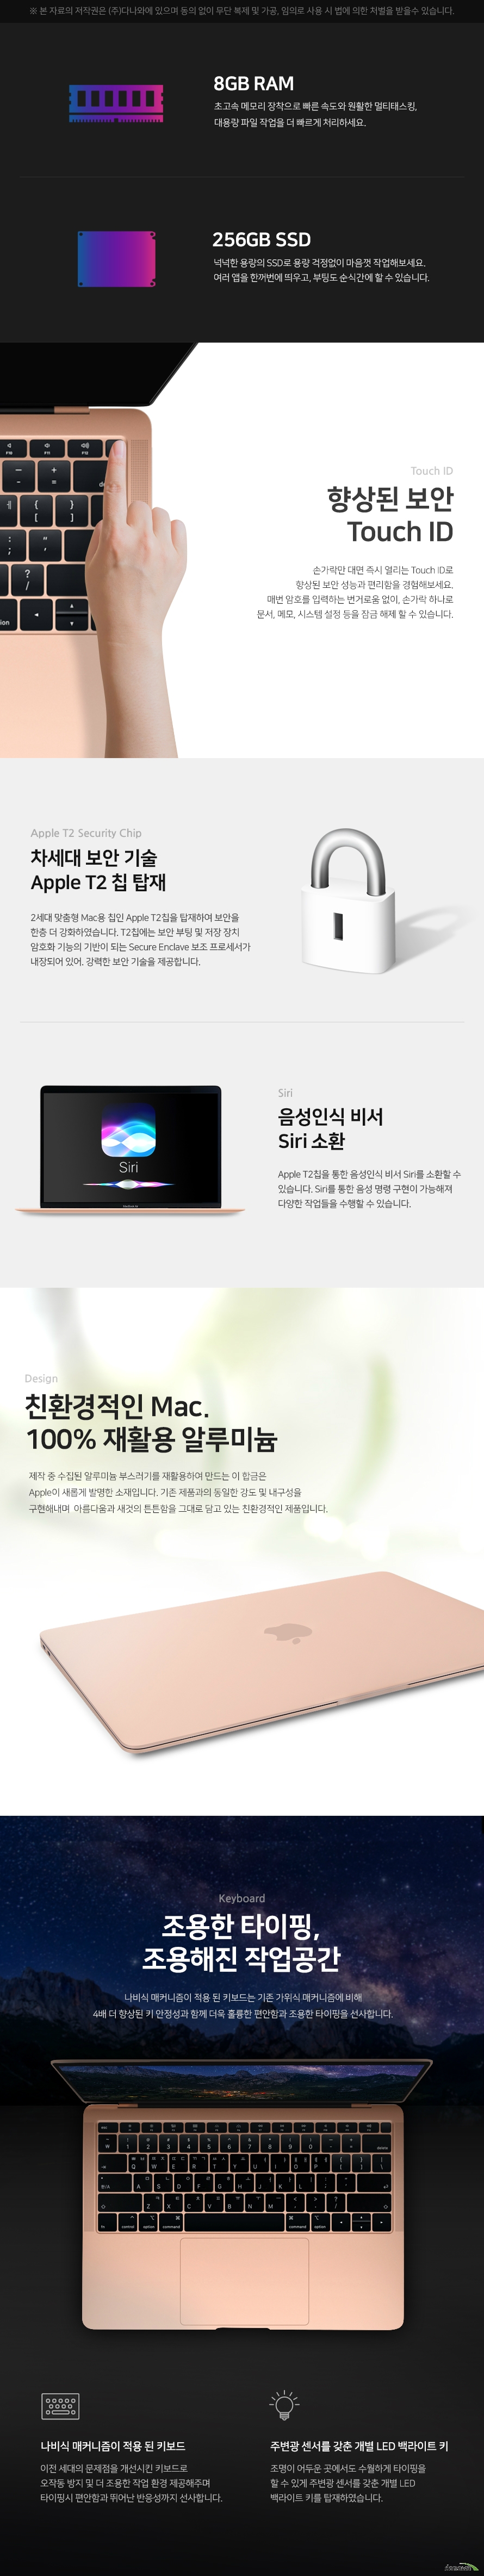 ※ 본 자료의 저작권은 (주)다나와에 있으며 동의 없이 무단 복제 및 가공, 임의로 사용 시 법에 의한 처벌을 받을수 있습니다.
8GB RAM
초고속 메모리 장착으로 빠른 속도와 원활한 멀티태스킹,
대용량 파일 작업을 더 빠르게 처리하세요.
256GB SSD
넉넉한 용량의 SSD로 용량 걱정없이 마음껏 작업해보세요.
여러 앱을 한꺼번에 띄우고, 부팅도 순식간에 할 수 있습니다.
Touch ID
향상된 보안
Touch ID
손가락만 대면 즉시 열리는 Touch ID로
향상된 보안 성능과 편리함을 경험해보세요.
매번 암호를 입력하는 번거로움 없이, 손가락 하나로
문서, 메모, 시스템 설정 등을 잠금 해제 할 수 있습니다.
Apple T2 Security Chip
차세대 보안 기술
Apple T2 칩 탑재
2세대 맞춤형 Mac용 칩인 Apple T2칩을 탑재하여 보안을
한층 더 강화하였습니다. T2칩에는 보안 부팅 및 저장 장치
암호화 기능의 기반이 되는 Secure Enclave 보조 프로세서가
내장되어 있어, 강력한 보안 기술을 제공합니다.
Siri
음성인식 비서
Siri 소환
Apple T2칩을 통한 음성인식 비서 Siri를 소환할 수
있습니다. Siri를 통한 음성 명령 구현이 가능해져
다양한 작업들을 수행할 수 있습니다.
Siri
Design
친환경적인 Mac.
100% 재활용 알루미늄
제작 중 수집된 알루미늄 부스러기를 재활용하여 만드는 이 합금은
Apple이 새롭게 발명한 소재입니다. 기존 제품과의 동일한 강도 및 내구성을
구현해내며 아름다움과 새것의 튼튼함을 그대로 담고 있는 친환경적인 제품입니다.
Keyboard
조용한 타이핑,
조용해진 작업공간
나비식 매커니즘이 적용 된 키보드는 기존 가위식 매커니즘에 비해
4배 더 향상된 키 안정성과 함께 더욱 훌륭한 편안함과 조용한 타이핑을 선사합니다.
나비식 매커니즘이 적용 된 키보드
이전 세대의 문제점을 개선시킨 키보드로
오작동 방지 및 더 조용한 작업 환경 제공해주며
타이핑시 편안함과 뛰어난 반응성까지 선사합니다.
주변광 센서를 갖춘 개별 LED 백라이트 키
조명이 어두운 곳에서도 수월하게 타이핑을
할 수 있게 주변광 센서를 갖춘 개별 LED
백라이트 키를 탑재하였습니다.